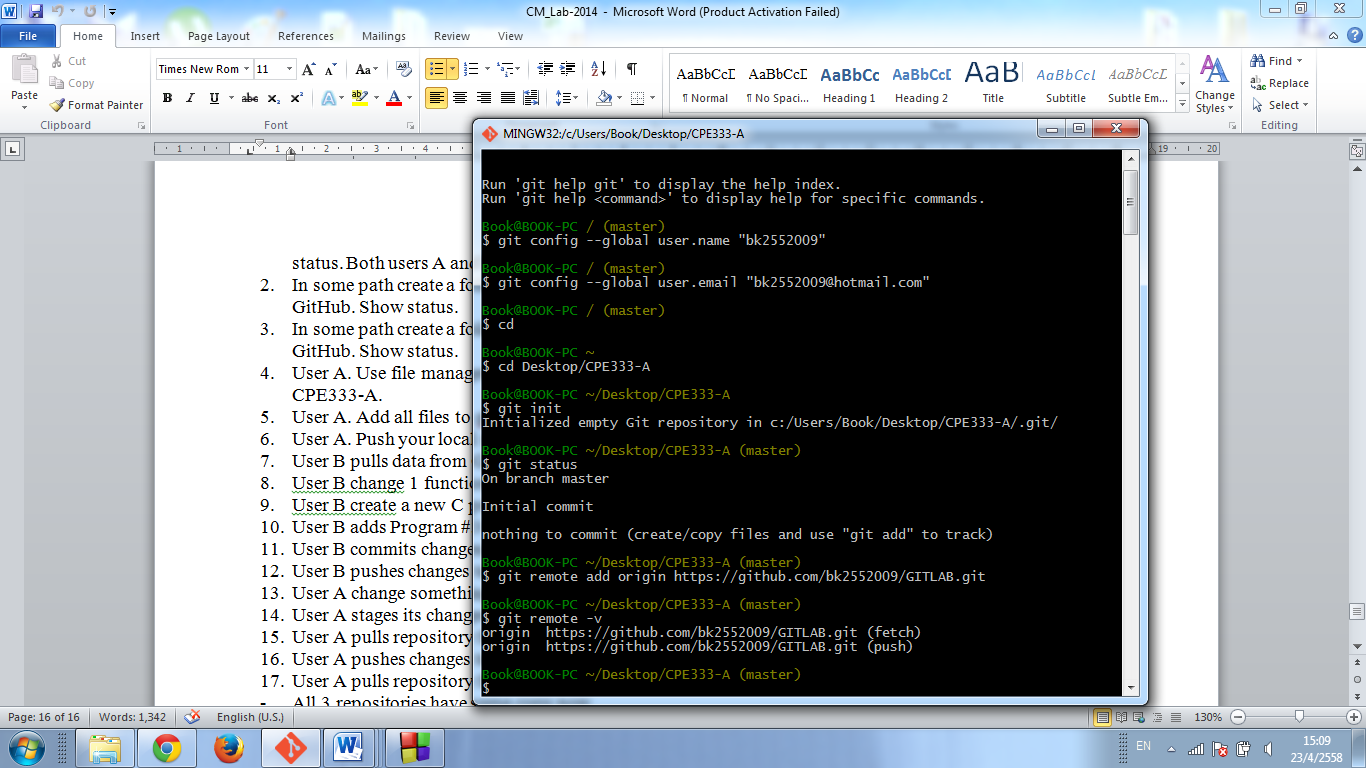 CM_Lab-2014 - Microsoft Word (Product Activation Failed)
File Home Insert Page Layout References Mailings Review View
Paste
Cut
Copy
Format Painter
Clipboard
Times New Rom 11
Font
Paragraph
AaBbCcI AaBbCcI AaBbCc AaBbCc AaB AaBbCcI AaBbCcI
¶ Normal ¶ No Spaci... Heading 1 Heading 2 Title Subtitle Subtle Em...
Change Styles
Find
Replace
Select
Editing
MINGW32:/c/Users/Book/Desktop/CPE333-A
Run 'git help git' to display the help index.
Run 'git help <command>' to display help for specific commands.
Book@BOOK-PC / (master)
$ git config --global user.name "bk2552009"
Book@BOOK-PC / (master)
$ git config --global user.email "bk2552009@hotmail.com"
Book@BOOK-PC / (master)
$ cd
Book@BOOK-PC ~
$ cd Desktop/CPE333-A
Book@BOOK-PC ~/Desktop/CPE333-A
$ git init
Initialized empty Git repository in c:/Users/Book/Desktop/CPE333-A/.git/
Book@BOOK-PC ~/Desktop/CPE333-A (master)
$ git status
On branch master
Initial commit
nothing to commit (create/copy files and use "git add" to track)
Book@BOOK-PC ~/Desktop/CPE333-A (master)
$ git remote add origin https://github.com/bk2552009/GITLAB.git
Book@BOOK-PC ~/Desktop/CPE333-A (master)
$ git remote -v
origin https://github.com/bk2552009/GITLAB.git (fetch)
origin https://github.com/bk2552009/GITLAB.git (push)
Book@BOOK-PC ~/Desktop/CPE333-A (master)
$
status. Both users A and
2. In some path create a fo
GitHub. Show status.
3. In some path create a fo
GitHub. Show status.
4. User A. Use file manag
CPE333-A.
5. User A. Add all files to
6. User A. Push your local
7. User B pulls data from
8. User B change 1 functi
9. User B create a new C p
10. User B adds Program #
11. User B commits change
12. User B pushes changes
13. User A change somethi
14. User A stages its chang
15. User A pulls repository
16. User A pushes changes
17. User A pulls repository
- All 3 repositories have
Page: 16 of 16 Words: 1,342 English (U.S.) 130%
EN 15:09
23/4/2558